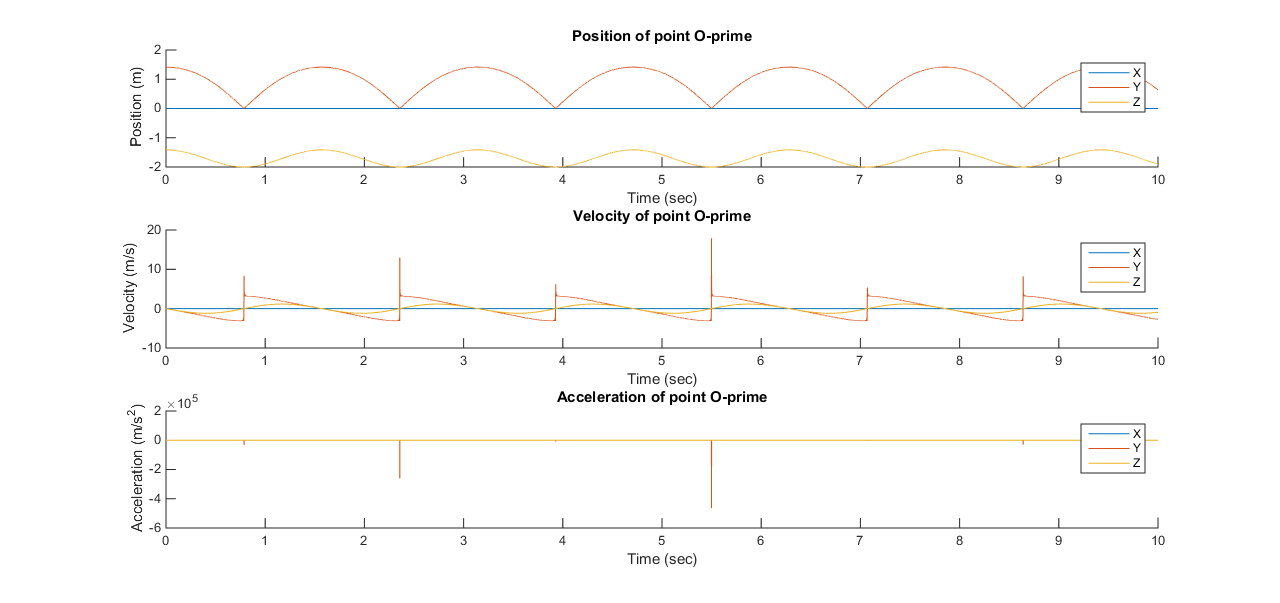 Position of point O-prime
Position (m)
2
1
0
-1
-2
X
Y
Z
0 1 2 3 4 5 6 7 8 9 10
Time (sec)
Velocity of point O-prime
Velocity (m/s)
20
10
0
-10
X
Y
Z
0 1 2 3 4 5 6 7 8 9 10
Time (sec)
Acceleration of point O-prime
×10⁵
Acceleration (m/s²)
2
0
-2
-4
-6
X
Y
Z
0 1 2 3 4 5 6 7 8 9 10
Time (sec)